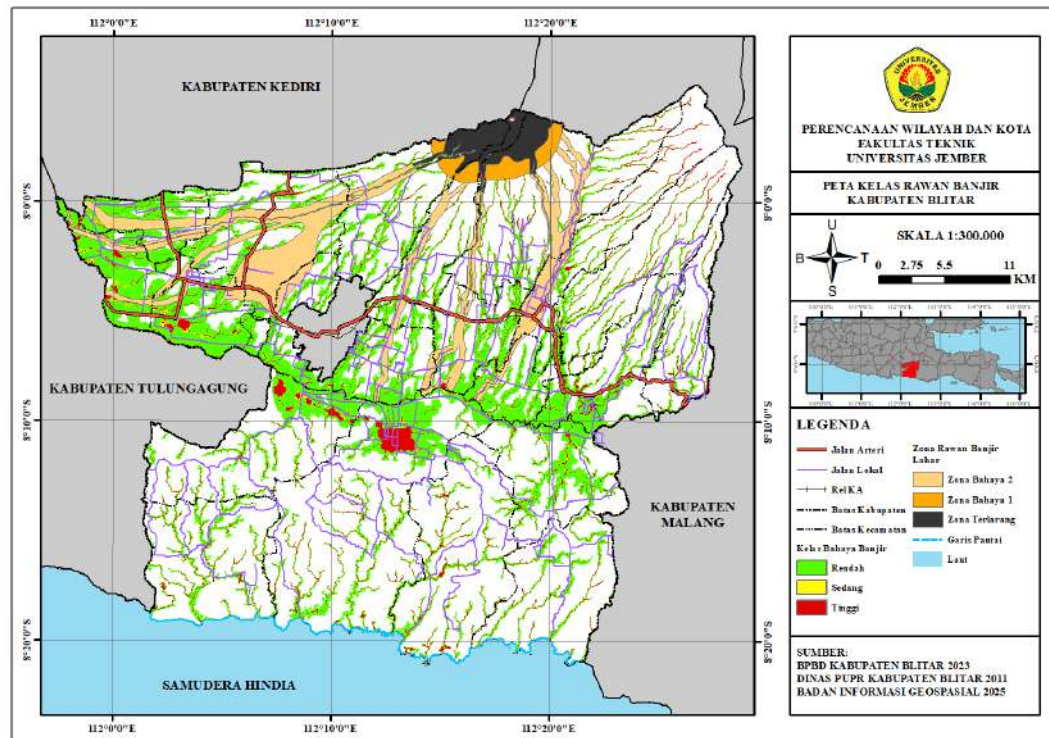 112°0'0"E
112°10'0"E
112°20'0"E
KABUPATEN KEDIRI
8°0'0"S
8°0'0"S
KABUPATEN TULUNGAGUNG
8°10'0"S
8°10'0"S
KABUPATEN
MALANG
8°20'0"S
8°20'0"S
SAMUDERA HINDIA
112°0'0"E
112°10'0"E
112°20'0"E
UNIVERSITAS
JEMBER
PERENCANAAN WILAYAH DAN KOTA
FAKULTAS TEKNIK
UNIVERSITAS JEMBER
PETA KELAS RAWAN BANJIR
KABUPATEN BLITAR
U
B
T
S
SKALA 1:300.000
0 2.75 5.5 11
KM
LEGENDA
Jalan Arteri
Jalan Lokal
Rel KA
Batas Kabupaten
Batas Kecamatan
Kelas Bahaya Banjir
Rendah
Sedang
Tinggi
Zona Rawan Banjir
Lahar
Zona Bahaya 2
Zona Bahaya 1
Zona Terlarang
Garis Pantai
Laut
SUMBER:
BPBD KABUPATEN BLITAR 2023
DINAS PUPR KABUPATEN BLITAR 2011
BADAN INFORMASI GEOSPASIAL 2025